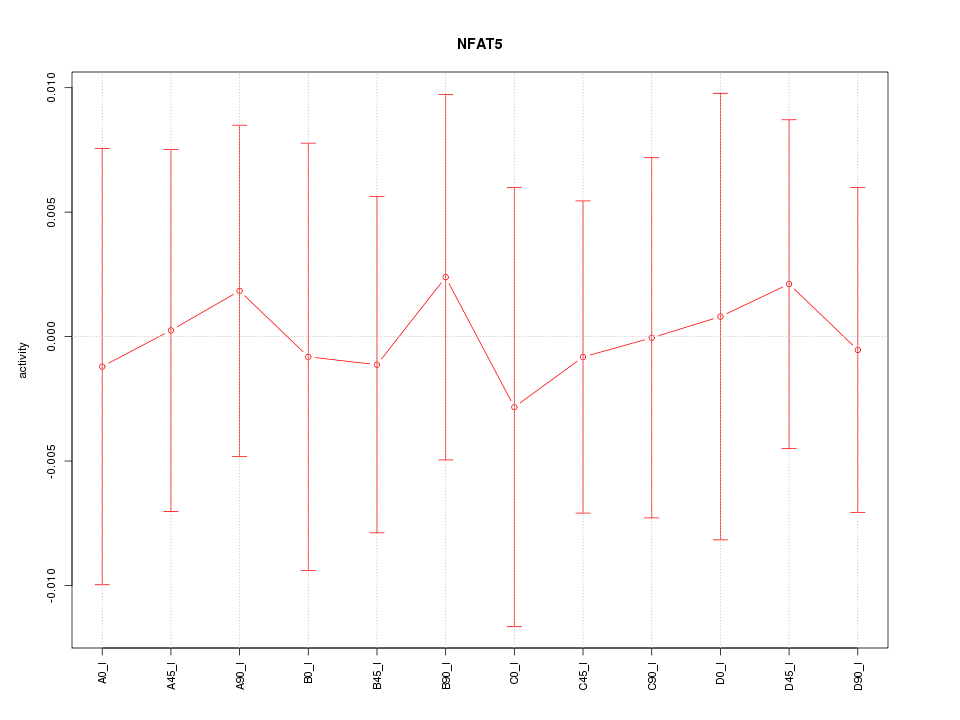 NFAT5
activity
0.010
0.005
0.000
-0.005
-0.010
A0_I
A45_I
A90_I
B0_I
B45_I
B90_I
C0_I
C45_I
C90_I
D0_I
D45_I
D90_I